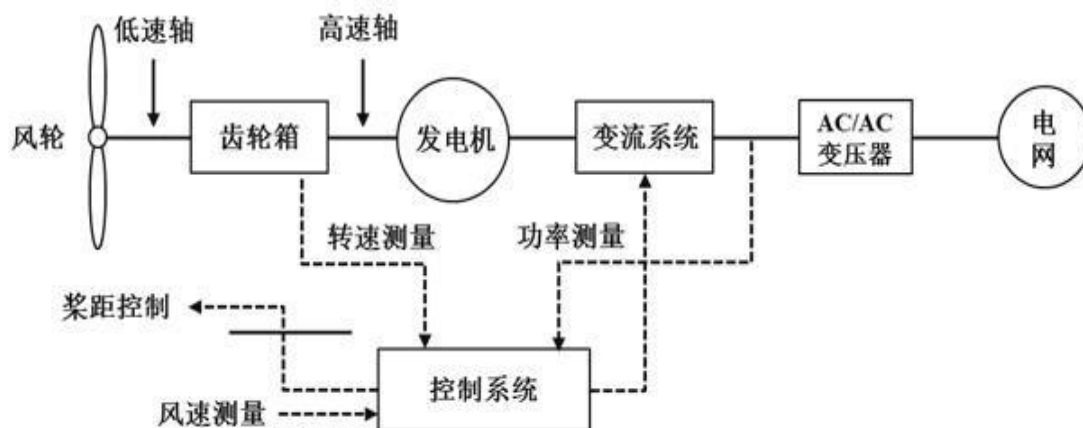 低速轴
高速轴
风轮
齿轮箱
发电机
变流系统
AC/AC
变压器
电
网
转速测量
功率测量
桨距控制
控制系统
风速测量